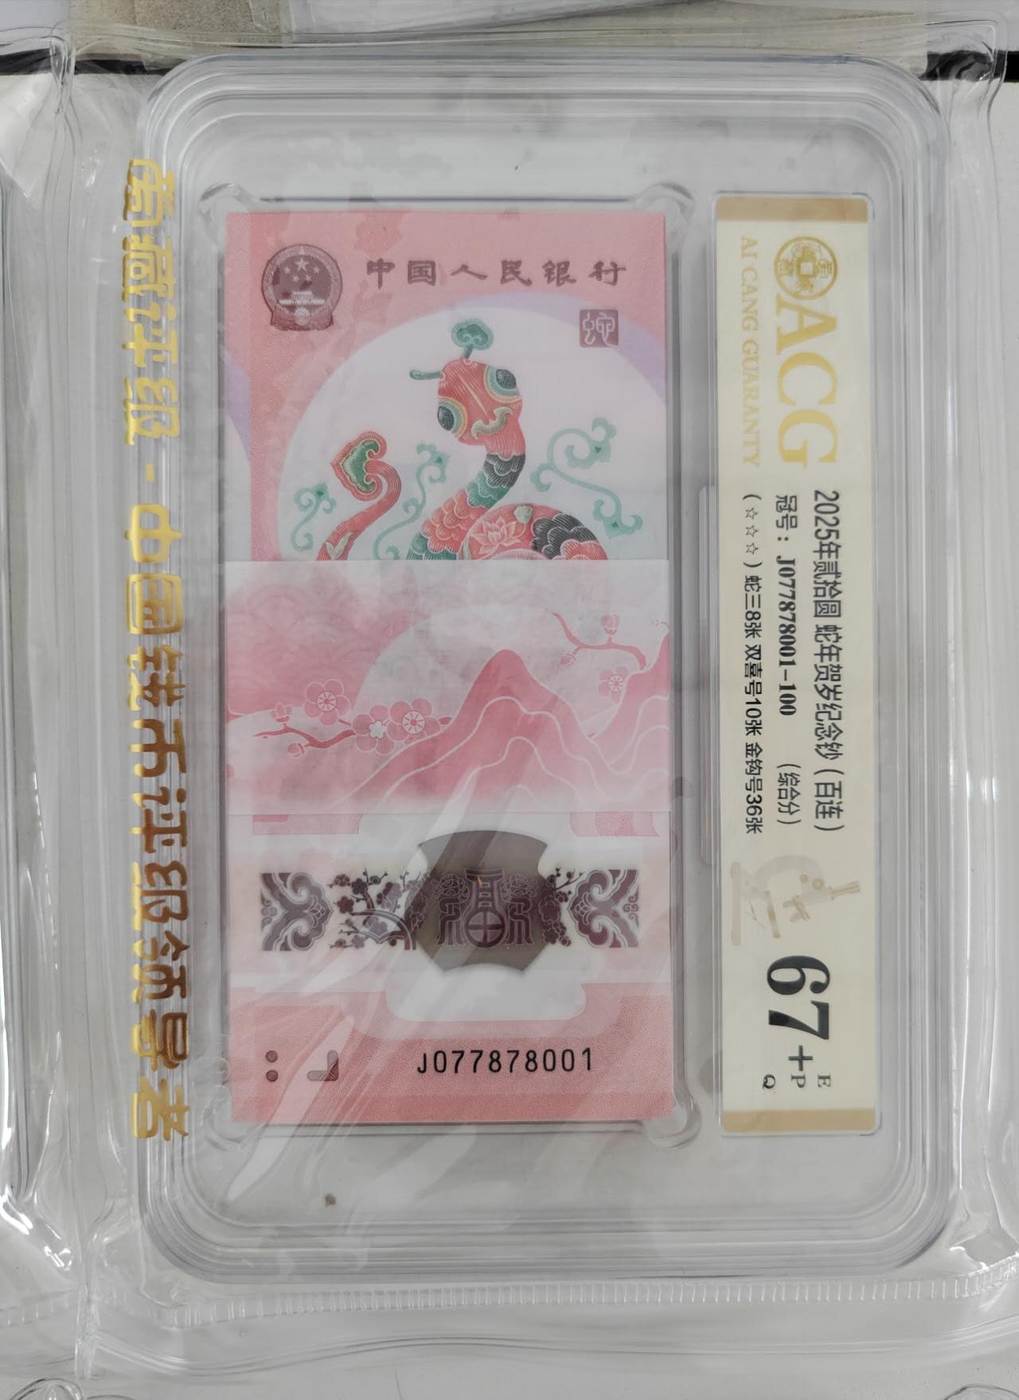 爱藏评级 - 中国钱币评级领导者
中国人民银行
J077878001
ACG
AI CANG GUARANTY
2025年贰拾圆 蛇年贺岁纪念钞（百连）
冠号：J077878001-100 （综合分）
（☆☆☆）蛇三8张 双喜号10张 金钩号36张
67+
E
P
Q